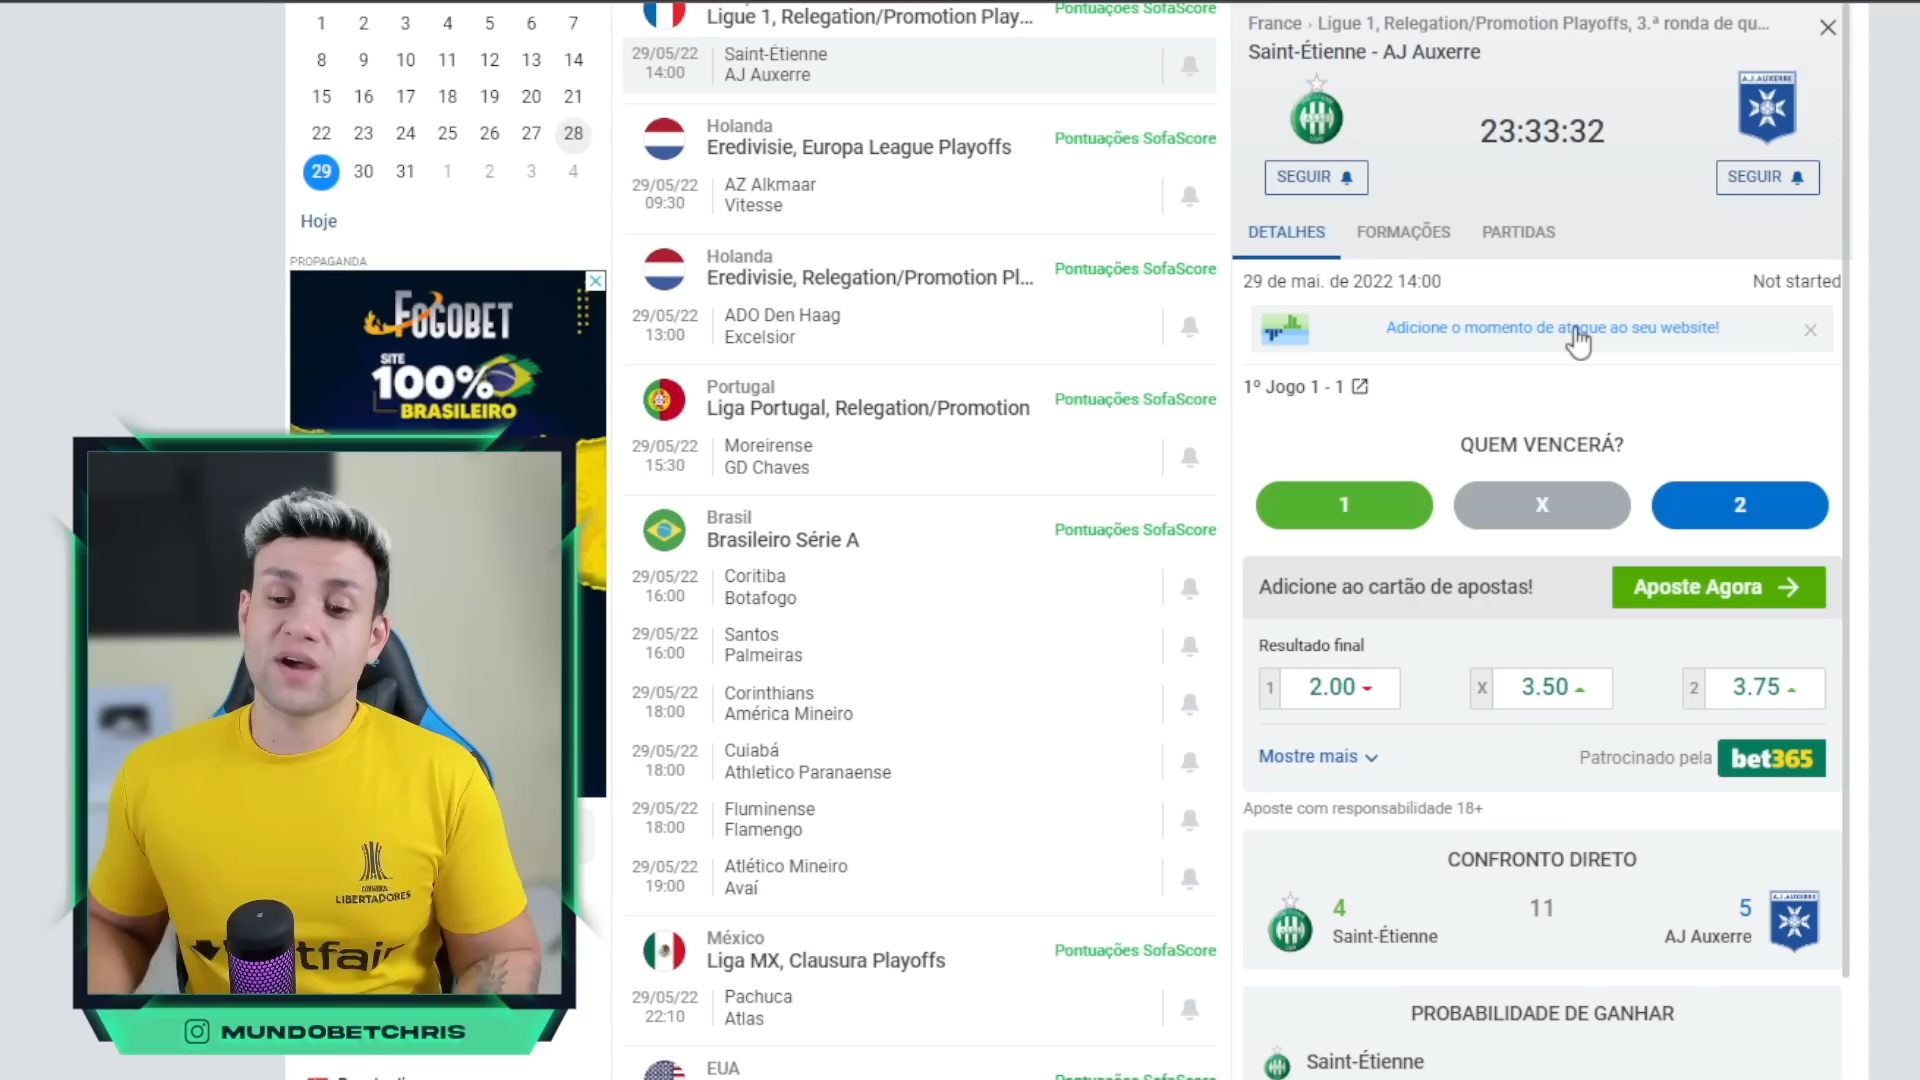 1 2 3 4 5 6 7
8 9 10 11 12 13 14
15 16 17 18 19 20 21
22 23 24 25 26 27 28
29 30 31 1 2 3 4
Hoje
PROPAGANDA
FOGOBET
SITE
100%
BRASILEIRO
LIBERTADORES
MUNDOBETCHRIS
Ligue 1, Relegation/Promotion Play...
Pontuações SofaScore
29/05/22
14:00
Saint-Étienne
AJ Auxerre
Holanda
Eredivisie, Europa League Playoffs
Pontuações SofaScore
29/05/22
09:30
AZ Alkmaar
Vitesse
Holanda
Eredivisie, Relegation/Promotion Pl...
Pontuações SofaScore
29/05/22
13:00
ADO Den Haag
Excelsior
Portugal
Liga Portugal, Relegation/Promotion
Pontuações SofaScore
29/05/22
15:30
Moreirense
GD Chaves
Brasil
Brasileiro Série A
Pontuações SofaScore
29/05/22
16:00
Coritiba
Botafogo
29/05/22
16:00
Santos
Palmeiras
29/05/22
18:00
Corinthians
América Mineiro
29/05/22
18:00
Cuiabá
Athletico Paranaense
29/05/22
18:00
Fluminense
Flamengo
29/05/22
19:00
Atlético Mineiro
Avaí
México
Liga MX, Clausura Playoffs
Pontuações SofaScore
29/05/22
22:10
Pachuca
Atlas
EUA
Pontuações SofaScore
France › Ligue 1, Relegation/Promotion Playoffs, 3.ª ronda de qu...
Saint-Étienne - AJ Auxerre
A.J.AUXERRE
23:33:32
SEGUIR
SEGUIR
DETALHES FORMAÇÕES PARTIDAS
29 de mai. de 2022 14:00
Not started
Adicione o momento de ataque ao seu website!
1º Jogo 1 - 1
QUEM VENCERÁ?
1 X 2
Adicione ao cartão de apostas!
Aposte Agora
Resultado final
1 2.00
X 3.50
2 3.75
Mostre mais
Patrocinado pela
bet365
Aposte com responsabilidade 18+
CONFRONTO DIRETO
4 11 5
Saint-Étienne
AJ Auxerre
A.J.AUXERRE
PROBABILIDADE DE GANHAR
Saint-Étienne